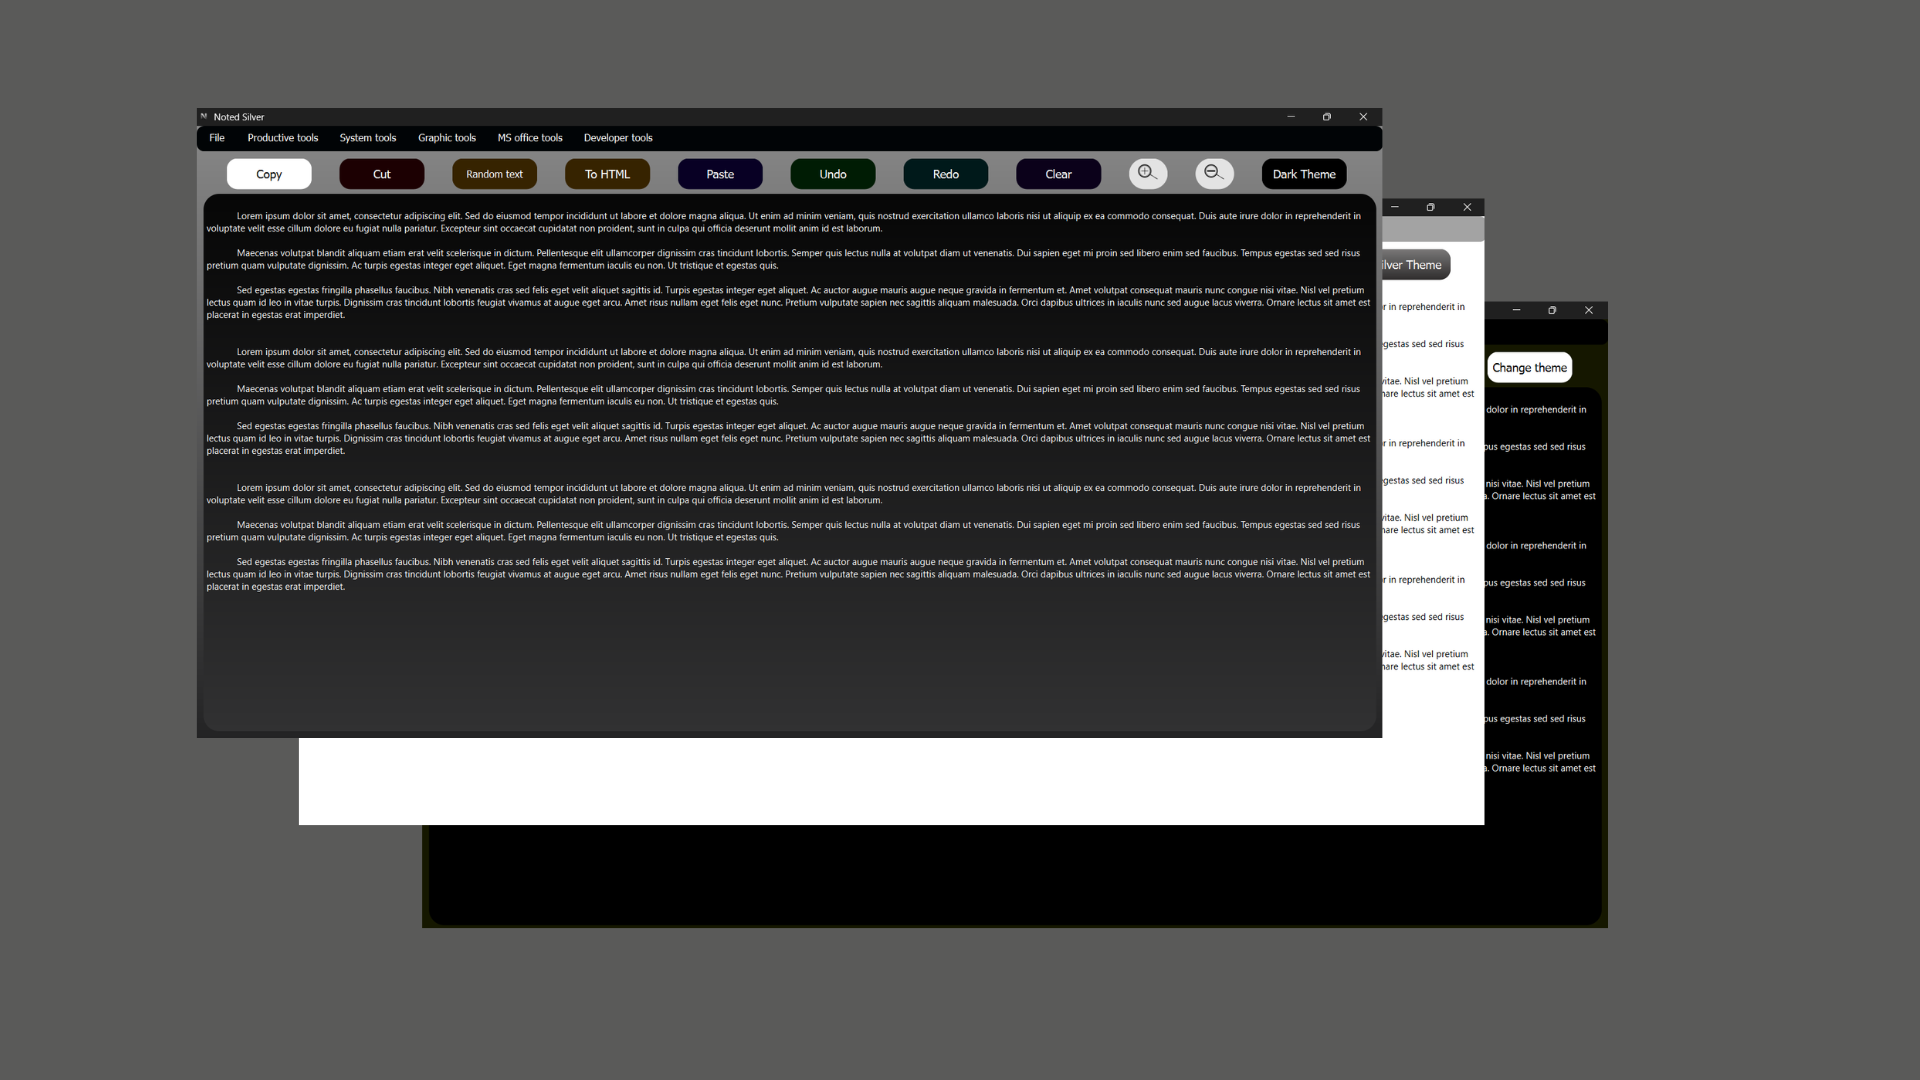 Noted Silver
File Productive tools System tools Graphic tools MS office tools Developer tools
Copy Cut Random text To HTML Paste Undo Redo Clear Dark Theme
Lorem ipsum dolor sit amet, consectetur adipiscing elit. Sed do eiusmod tempor incididunt ut labore et dolore magna aliqua. Ut enim ad minim veniam, quis nostrud exercitation ullamco laboris nisi ut aliquip ex ea commodo consequat. Duis aute irure dolor in reprehenderit in
voluptate velit esse cillum dolore eu fugiat nulla pariatur. Excepteur sint occaecat cupidatat non proident, sunt in culpa qui officia deserunt mollit anim id est laborum.
Maecenas volutpat blandit aliquam etiam erat velit scelerisque in dictum. Pellentesque elit ullamcorper dignissim cras tincidunt lobortis. Semper quis lectus nulla at volutpat diam ut venenatis. Dui sapien eget mi proin sed libero enim sed faucibus. Tempus egestas sed sed risus
pretium quam vulputate dignissim. Ac turpis egestas integer eget aliquet. Eget magna fermentum iaculis eu non. Ut tristique et egestas quis.
Sed egestas egestas fringilla phasellus faucibus. Nibh venenatis cras sed felis eget velit aliquet sagittis id. Turpis egestas integer eget aliquet. Ac auctor augue mauris augue neque gravida in fermentum et. Amet volutpat consequat mauris nunc congue nisi vitae. Nisl vel pretium
lectus quam id leo in vitae turpis. Dignissim cras tincidunt lobortis feugiat vivamus at augue eget arcu. Amet risus nullam eget felis eget nunc. Pretium vulputate sapien nec sagittis aliquam malesuada. Orci dapibus ultrices in iaculis nunc sed augue lacus viverra. Ornare lectus sit amet est
placerat in egestas erat imperdiet.
Lorem ipsum dolor sit amet, consectetur adipiscing elit. Sed do eiusmod tempor incididunt ut labore et dolore magna aliqua. Ut enim ad minim veniam, quis nostrud exercitation ullamco laboris nisi ut aliquip ex ea commodo consequat. Duis aute irure dolor in reprehenderit in
voluptate velit esse cillum dolore eu fugiat nulla pariatur. Excepteur sint occaecat cupidatat non proident, sunt in culpa qui officia deserunt mollit anim id est laborum.
Maecenas volutpat blandit aliquam etiam erat velit scelerisque in dictum. Pellentesque elit ullamcorper dignissim cras tincidunt lobortis. Semper quis lectus nulla at volutpat diam ut venenatis. Dui sapien eget mi proin sed libero enim sed faucibus. Tempus egestas sed sed risus
pretium quam vulputate dignissim. Ac turpis egestas integer eget aliquet. Eget magna fermentum iaculis eu non. Ut tristique et egestas quis.
Sed egestas egestas fringilla phasellus faucibus. Nibh venenatis cras sed felis eget velit aliquet sagittis id. Turpis egestas integer eget aliquet. Ac auctor augue mauris augue neque gravida in fermentum et. Amet volutpat consequat mauris nunc congue nisi vitae. Nisl vel pretium
lectus quam id leo in vitae turpis. Dignissim cras tincidunt lobortis feugiat vivamus at augue eget arcu. Amet risus nullam eget felis eget nunc. Pretium vulputate sapien nec sagittis aliquam malesuada. Orci dapibus ultrices in iaculis nunc sed augue lacus viverra. Ornare lectus sit amet est
placerat in egestas erat imperdiet.
Lorem ipsum dolor sit amet, consectetur adipiscing elit. Sed do eiusmod tempor incididunt ut labore et dolore magna aliqua. Ut enim ad minim veniam, quis nostrud exercitation ullamco laboris nisi ut aliquip ex ea commodo consequat. Duis aute irure dolor in reprehenderit in
voluptate velit esse cillum dolore eu fugiat nulla pariatur. Excepteur sint occaecat cupidatat non proident, sunt in culpa qui officia deserunt mollit anim id est laborum.
Maecenas volutpat blandit aliquam etiam erat velit scelerisque in dictum. Pellentesque elit ullamcorper dignissim cras tincidunt lobortis. Semper quis lectus nulla at volutpat diam ut venenatis. Dui sapien eget mi proin sed libero enim sed faucibus. Tempus egestas sed sed risus
pretium quam vulputate dignissim. Ac turpis egestas integer eget aliquet. Eget magna fermentum iaculis eu non. Ut tristique et egestas quis.
Sed egestas egestas fringilla phasellus faucibus. Nibh venenatis cras sed felis eget velit aliquet sagittis id. Turpis egestas integer eget aliquet. Ac auctor augue mauris augue neque gravida in fermentum et. Amet volutpat consequat mauris nunc congue nisi vitae. Nisl vel pretium
lectus quam id leo in vitae turpis. Dignissim cras tincidunt lobortis feugiat vivamus at augue eget arcu. Amet risus nullam eget felis eget nunc. Pretium vulputate sapien nec sagittis aliquam malesuada. Orci dapibus ultrices in iaculis nunc sed augue lacus viverra. Ornare lectus sit amet est
placerat in egestas erat imperdiet.
Theme
in reprehenderit in
sed sed risus
Nisl vel pretium
lectus sit amet est
in reprehenderit in
sed sed risus
Nisl vel pretium
lectus sit amet est
in reprehenderit in
sed sed risus
Nisl vel pretium
lectus sit amet est
Change theme
dolor in reprehenderit in
egestas sed sed risus
nisi vitae. Nisl vel pretium
Ornare lectus sit amet est
dolor in reprehenderit in
egestas sed sed risus
nisi vitae. Nisl vel pretium
Ornare lectus sit amet est
dolor in reprehenderit in
egestas sed sed risus
nisi vitae. Nisl vel pretium
Ornare lectus sit amet est